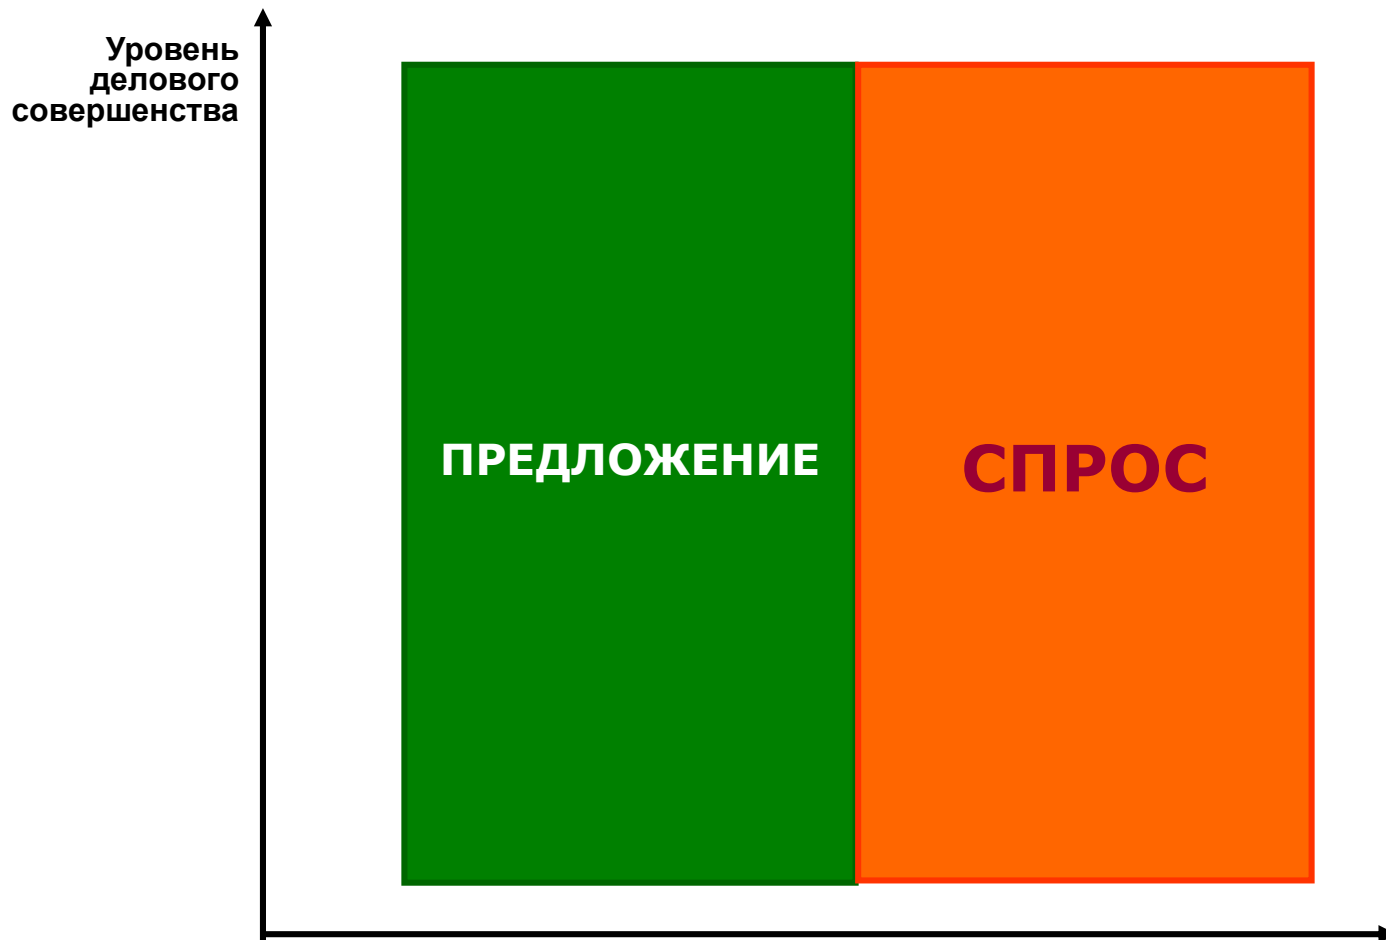 Уровень
делового
совершенства
ПРЕДЛОЖЕНИЕ
СПРОС